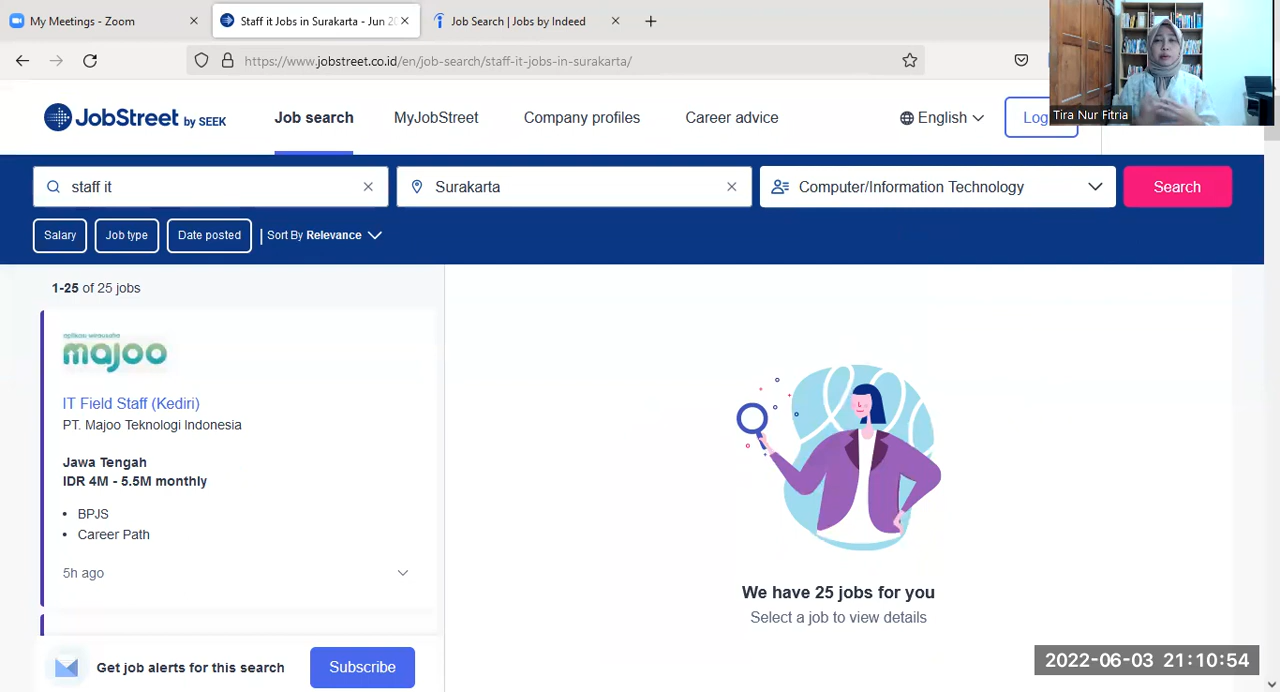 My Meetings - Zoom
Staff it Jobs in Surakarta - Jun 20
Job Search | Jobs by Indeed
https://www.jobstreet.co.id/en/job-search/staff-it-jobs-in-surakarta/
Tira Nur Fitria
JobStreet by SEEK
Job search
MyJobStreet
Company profiles
Career advice
English
Log
staff it
Surakarta
Computer/Information Technology
Search
Salary
Job type
Date posted
Sort By Relevance
1-25 of 25 jobs
aplikasi wirausaha
majoo
IT Field Staff (Kediri)
PT. Majoo Teknologi Indonesia
Jawa Tengah
IDR 4M - 5.5M monthly
• BPJS
• Career Path
5h ago
We have 25 jobs for you
Select a job to view details
Get job alerts for this search
Subscribe
2022-06-03 21:10:54